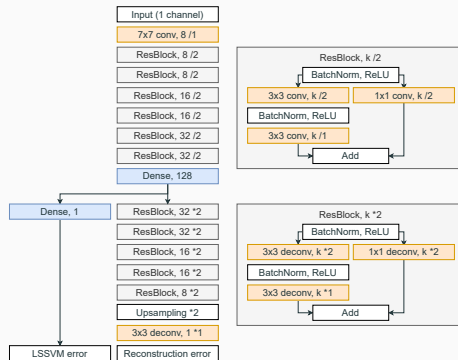 Input (1 channel)
7x7 conv, 8 /1
ResBlock, 8 /2
ResBlock, 8 /2
ResBlock, 16 /2
ResBlock, 16 /2
ResBlock, 32 /2
ResBlock, 32 /2
Dense, 128
Dense, 1
ResBlock, 32 *2
ResBlock, 32 *2
ResBlock, 16 *2
ResBlock, 16 *2
ResBlock, 8 *2
Upsampling *2
3x3 deconv, 1 *1
LSSVM error
Reconstruction error
ResBlock, k /2
BatchNorm, ReLU
3x3 conv, k /2
1x1 conv, k /2
BatchNorm, ReLU
3x3 conv, k /1
Add
ResBlock, k *2
BatchNorm, ReLU
3x3 deconv, k *2
1x1 deconv, k *2
BatchNorm, ReLU
3x3 deconv, k *1
Add